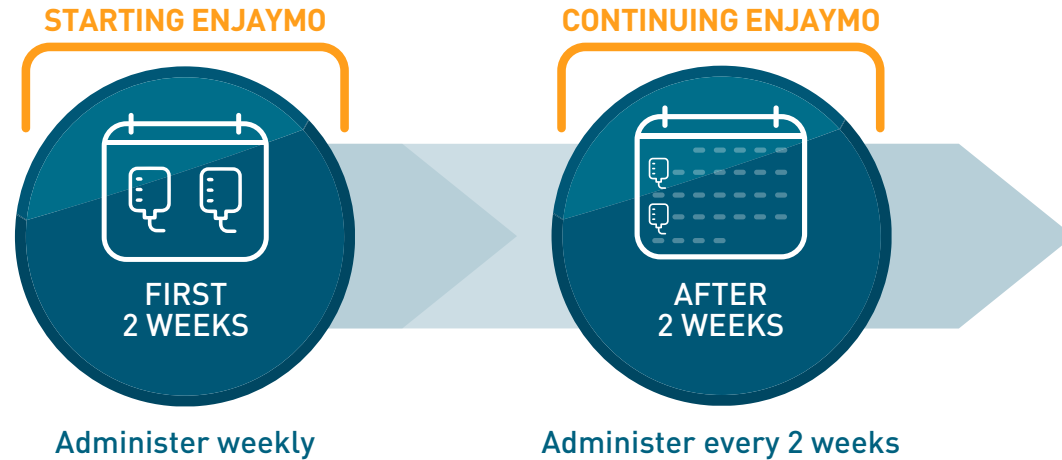 STARTING ENJAYMO
CONTINUING ENJAYMO
FIRST
2 WEEKS
AFTER
2 WEEKS
Administer weekly
Administer every 2 weeks